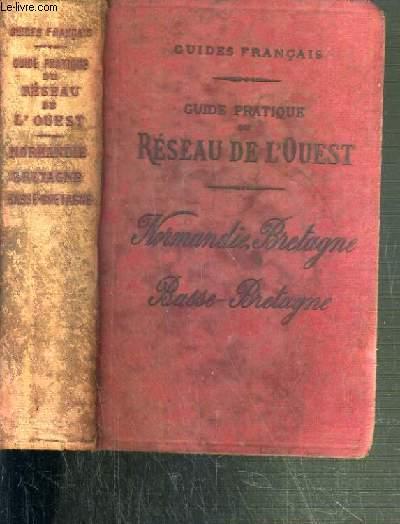 © Le-Livre.com
GUIDES FRANÇAIS
GUIDE PRATIQUE
DU
RÉSEAU
DE
L'OUEST
NORMANDIE
BRETAGNE
BASSE-BRETAGNE
GUIDES FRANÇAIS
GUIDE PRATIQUE
DU
RÉSEAU DE L'OUEST
Normandie, Bretagne
Basse-Bretagne